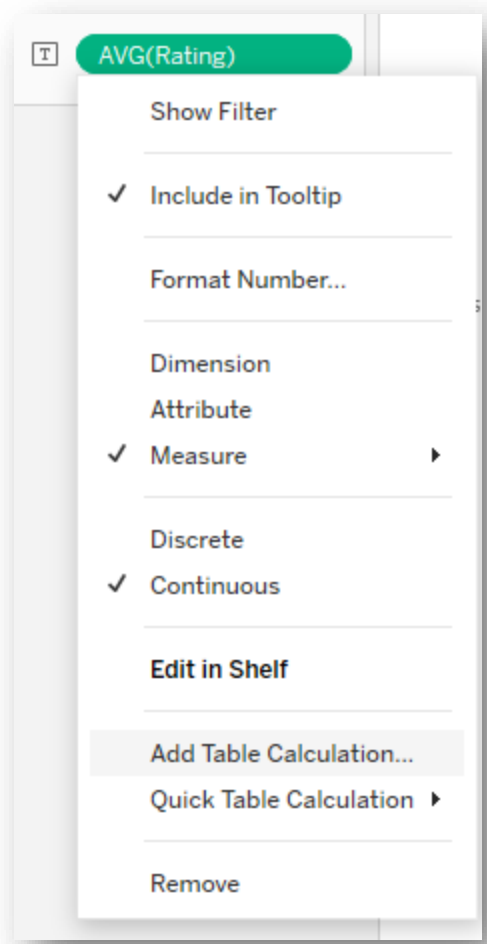 T AVG(Rating)
Show Filter
✓ Include in Tooltip
Format Number...
Dimension
Attribute
✓ Measure
Discrete
✓ Continuous
Edit in Shelf
Add Table Calculation...
Quick Table Calculation
Remove